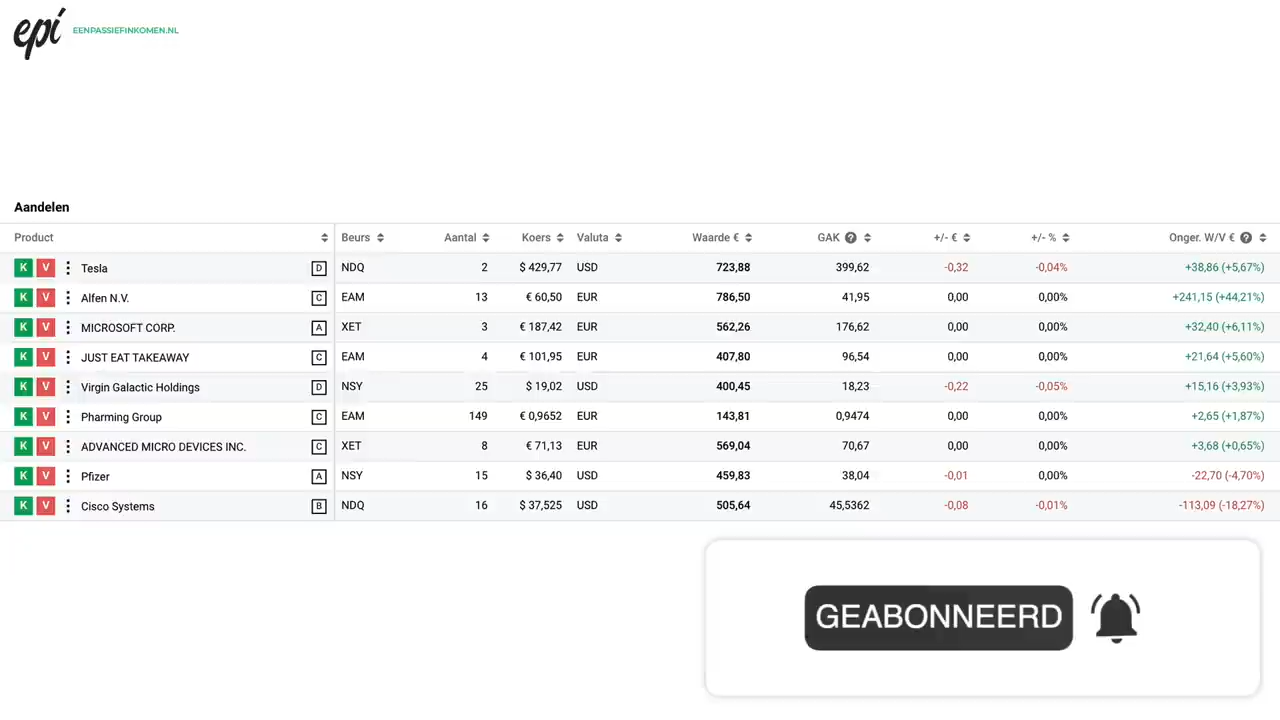 epi EENPASSIEFINKOMEN.NL
Aandelen
Product Beurs Aantal Koers Valuta Waarde € GAK ? +/- € +/- % Onger. W/V € ?
K V Tesla D NDQ 2 $ 429,77 USD 723,88 399,62 -0,32 -0,04% +38,86 (+5,67%)
K V Alfen N.V. C EAM 13 € 60,50 EUR 786,50 41,95 0,00 0,00% +241,15 (+44,21%)
K V MICROSOFT CORP. A XET 3 € 187,42 EUR 562,26 176,62 0,00 0,00% +32,40 (+6,11%)
K V JUST EAT TAKEAWAY C EAM 4 € 101,95 EUR 407,80 96,54 0,00 0,00% +21,64 (+5,60%)
K V Virgin Galactic Holdings D NSY 25 $ 19,02 USD 400,45 18,23 -0,22 -0,05% +15,16 (+3,93%)
K V Pharming Group C EAM 149 € 0,9652 EUR 143,81 0,9474 0,00 0,00% +2,65 (+1,87%)
K V ADVANCED MICRO DEVICES INC. C XET 8 € 71,13 EUR 569,04 70,67 0,00 0,00% +3,68 (+0,65%)
K V Pfizer A NSY 15 $ 36,40 USD 459,83 38,04 -0,01 0,00% -22,70 (-4,70%)
K V Cisco Systems B NDQ 16 $ 37,525 USD 505,64 45,5362 -0,08 -0,01% -113,09 (-18,27%)
GEABONNEERD